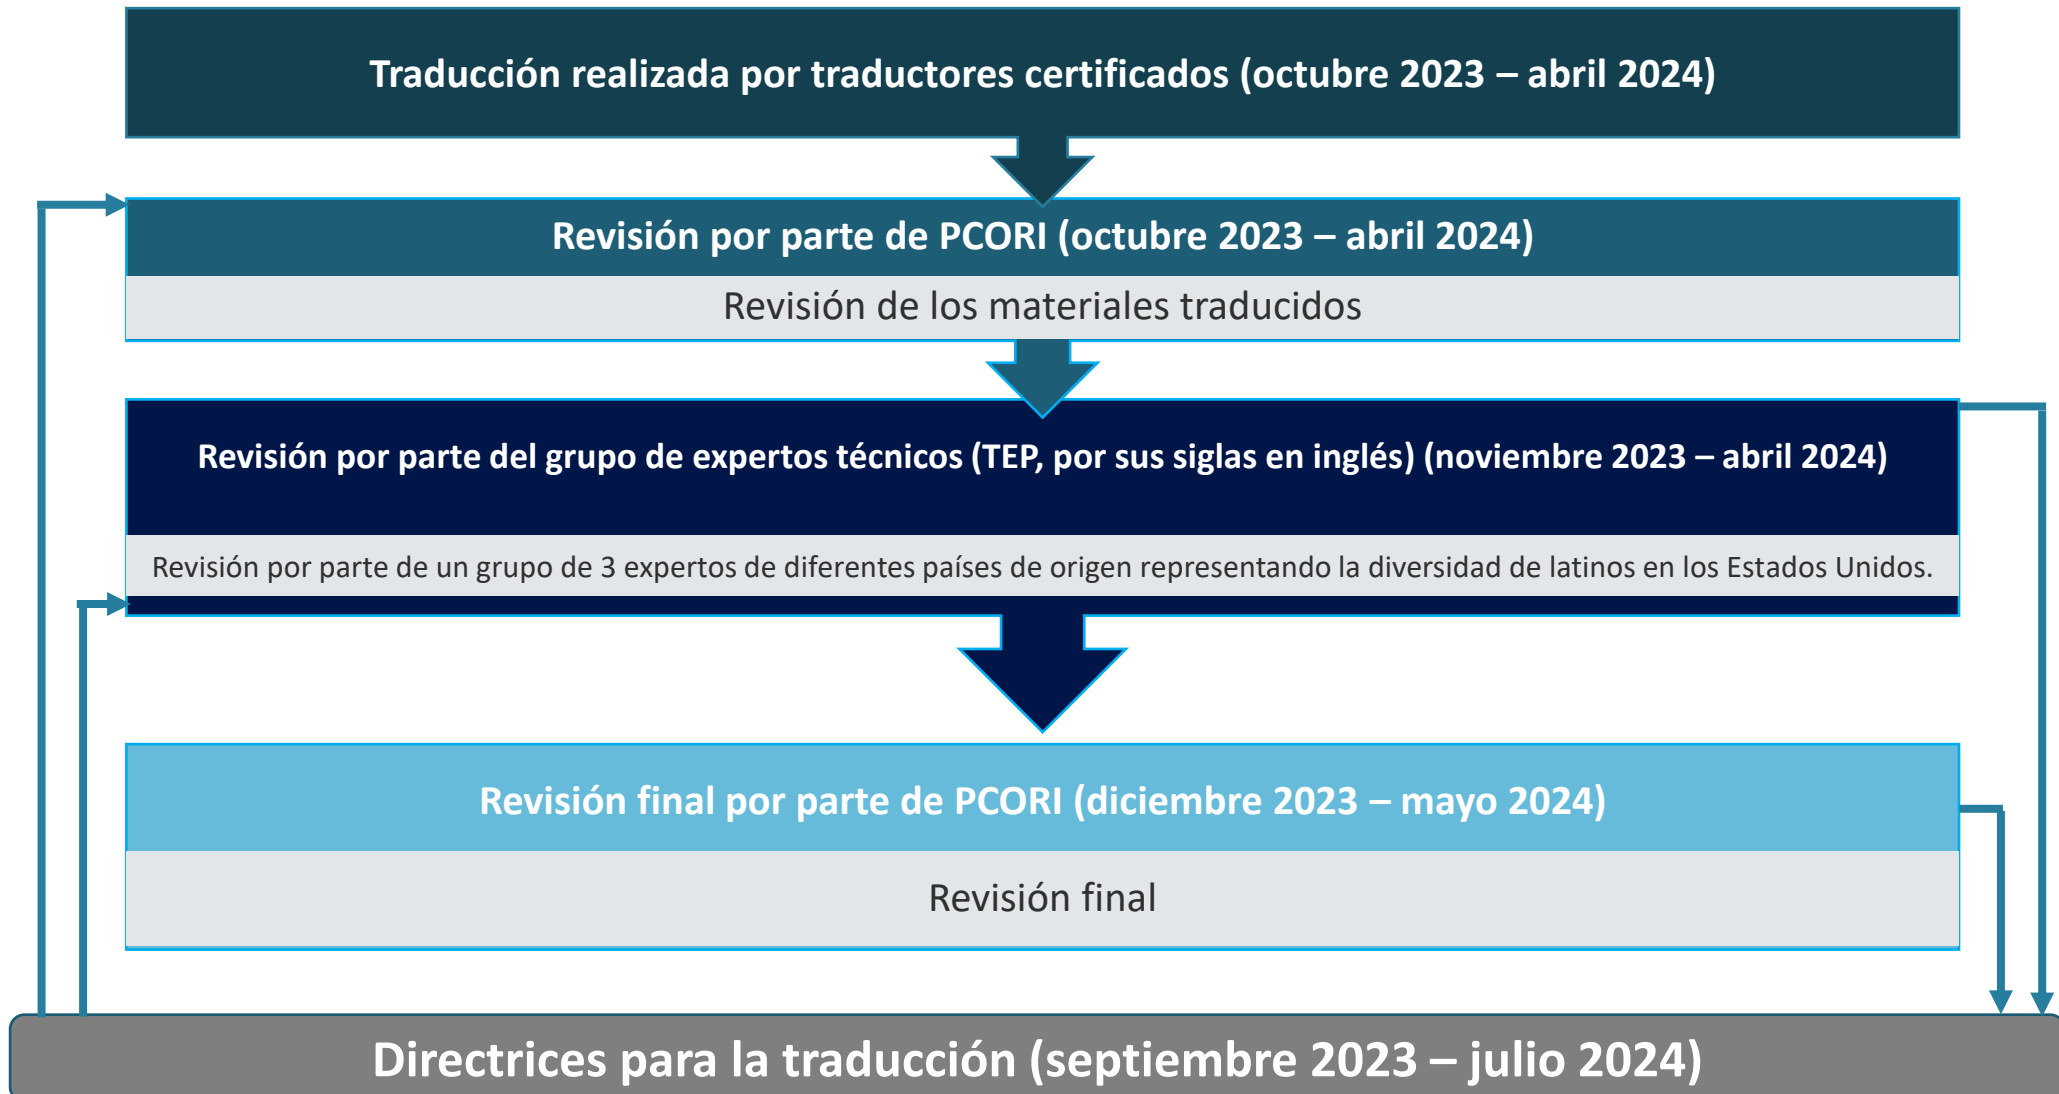 Traducción realizada por traductores certificados (octubre 2023 – abril 2024)
Revisión por parte de PCORI (octubre 2023 – abril 2024)
Revisión de los materiales traducidos
Revisión por parte del grupo de expertos técnicos (TEP, por sus siglas en inglés) (noviembre 2023 – abril 2024)
Revisión por parte de un grupo de 3 expertos de diferentes países de origen representando la diversidad de latinos en los Estados Unidos.
Revisión final por parte de PCORI (diciembre 2023 – mayo 2024)
Revisión final
Directrices para la traducción (septiembre 2023 – julio 2024)